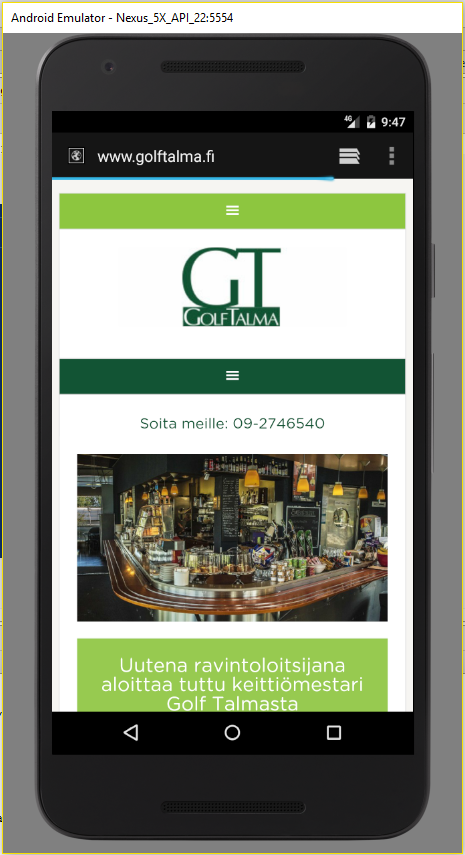 Android Emulator - Nexus_5X_API_22:5554
4G 9:47
www.golftalma.fi
GT
GOLFTALMA
Soita meille: 09-2746540
Uutena ravintoloitsijana
aloittaa tuttu keittiömestari
Golf Talmasta